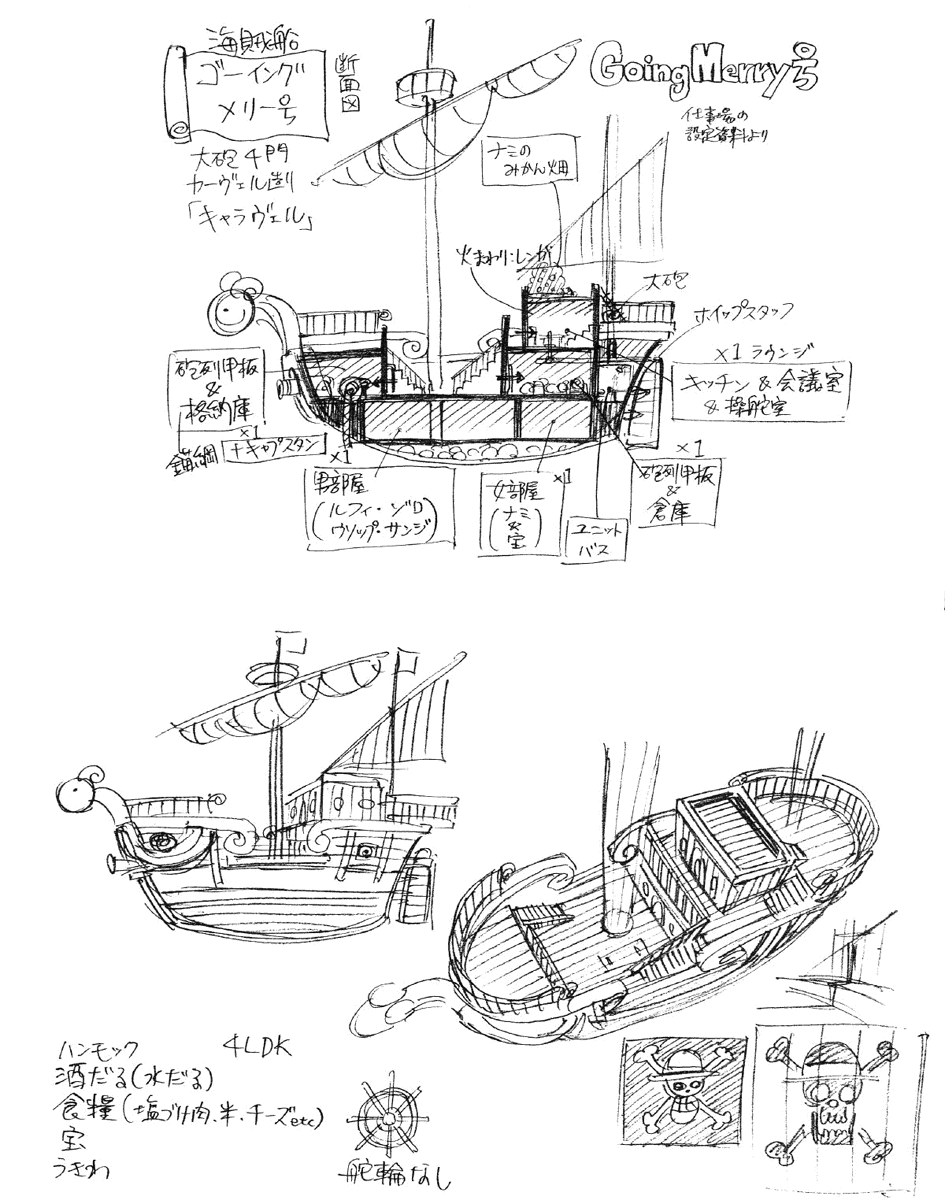 海賊船
ゴーイング
メリー号
断面図
大砲4門
カーヴェル造り
「キャラヴェル」
GoingMerry号
仕事場の
設定資料より
ナミの
みかん畑
火まわりにレンガ
大砲
ホイップスタッフ
×1 ラウンジ
キッチン&会議室
&操舵室
砲列甲板
&
格納庫
×1
錨綱
+キャプスタン
×1
男部屋
(ルフィ・ゾロ
ウソップ・サンジ)
×1
女部屋
(ナミ
&
宝)
ユニット
バス
×1
砲列甲板
&
倉庫
ハンモック
4LDK
酒だる(水だる)
食糧(塩づけ肉、米、チーズetc)
宝
うきわ
舵輪なし